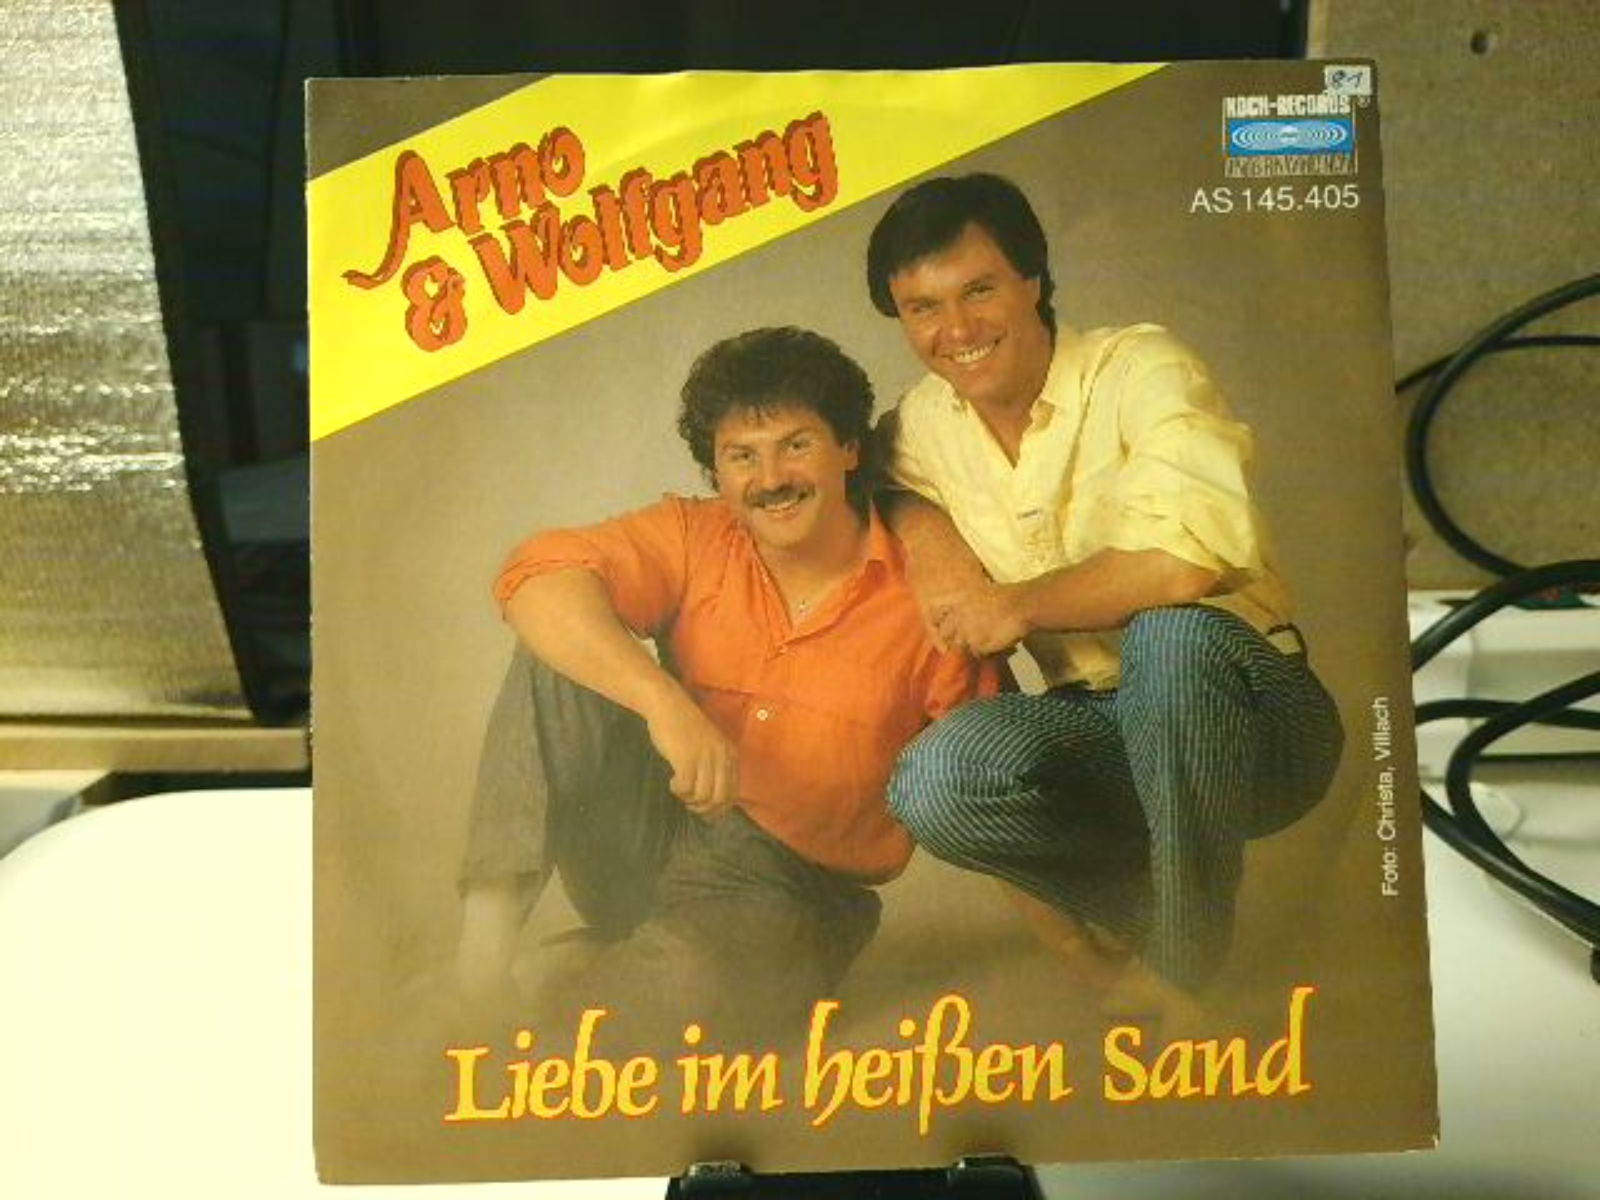 Arno
& Wolfgang
KOCH-RECORDS
INTERNATIONAL
AS 145.405
Foto: Christa, Villach
Liebe im heißen Sand